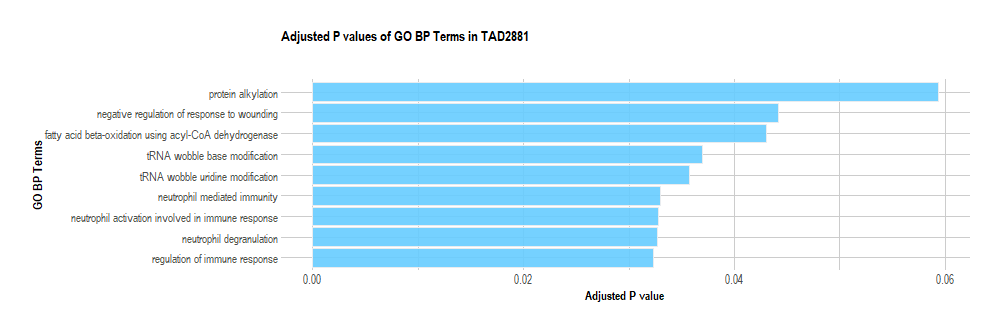 Adjusted P values of GO BP Terms in TAD2881
GO BP Terms
protein alkylation
negative regulation of response to wounding
fatty acid beta-oxidation using acyl-CoA dehydrogenase
tRNA wobble base modification
tRNA wobble uridine modification
neutrophil mediated immunity
neutrophil activation involved in immune response
neutrophil degranulation
regulation of immune response
0.00 0.02 0.04 0.06
Adjusted P value